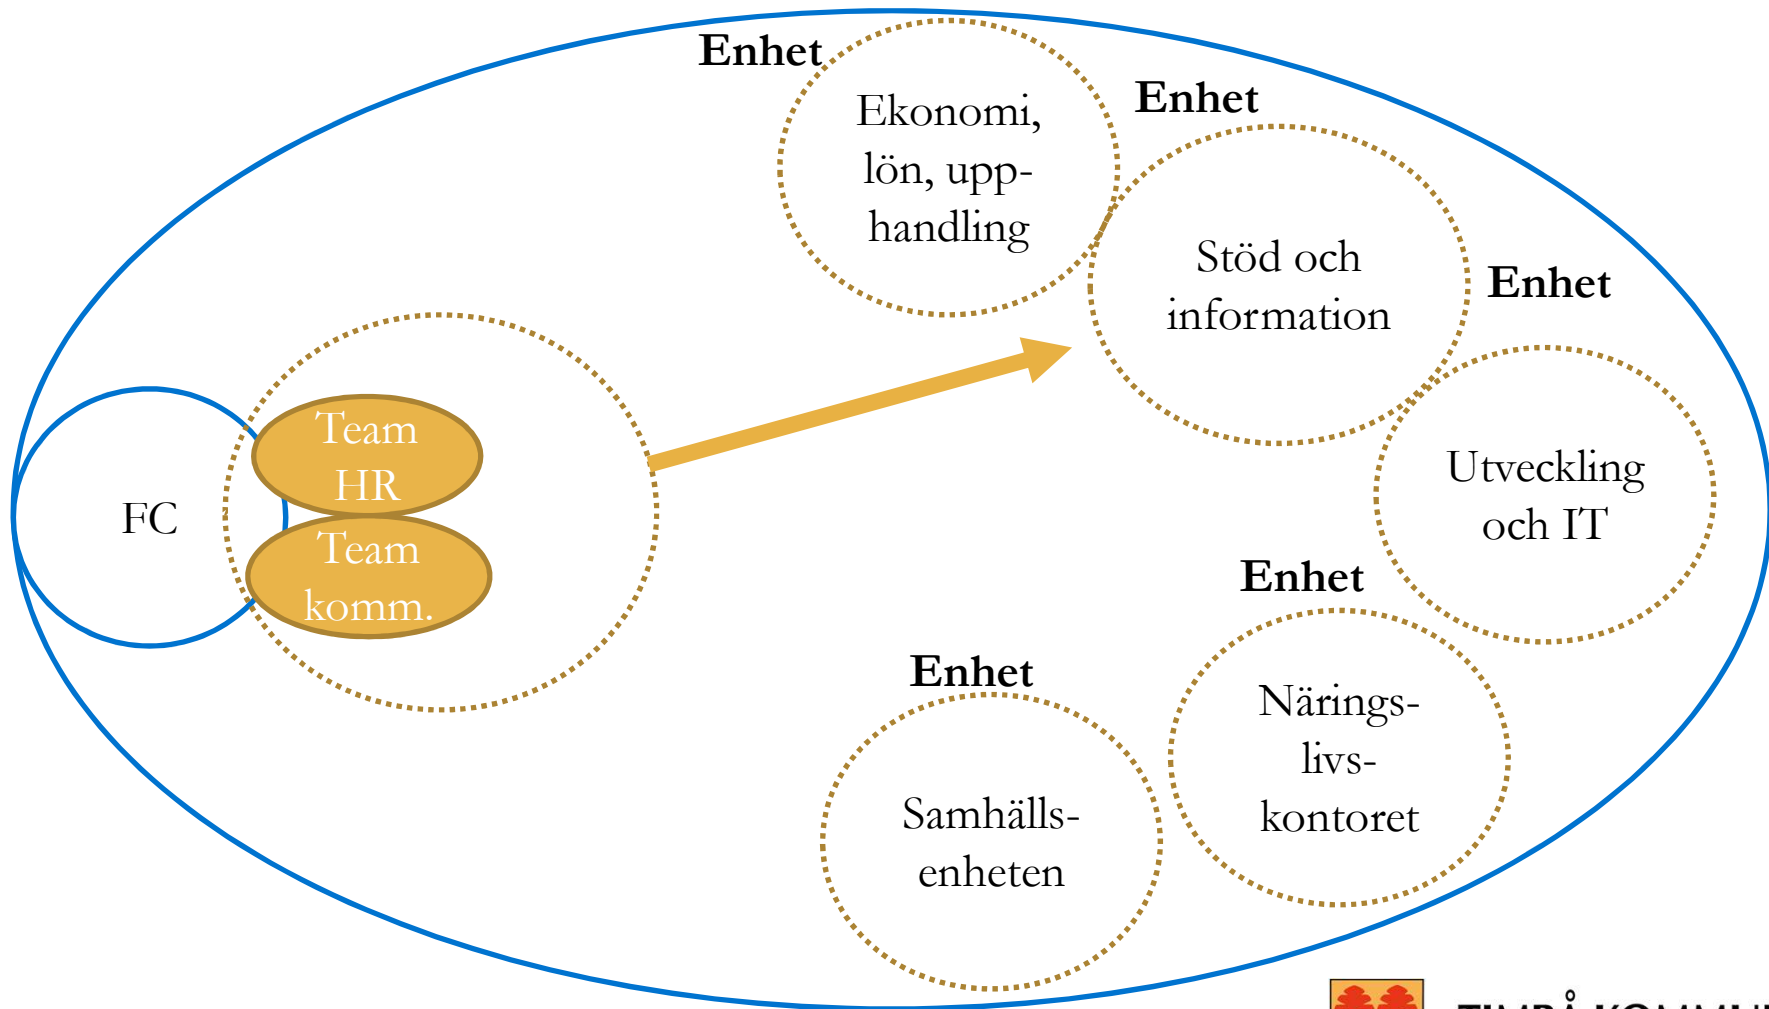 Enhet
Ekonomi,
lön, upp-
handling
Enhet
Stöd och
information
Enhet
Utveckling
och IT
Team
HR
FC
Team
komm.
Enhet
Närings-
livs-
kontoret
Enhet
Samhälls-
enheten